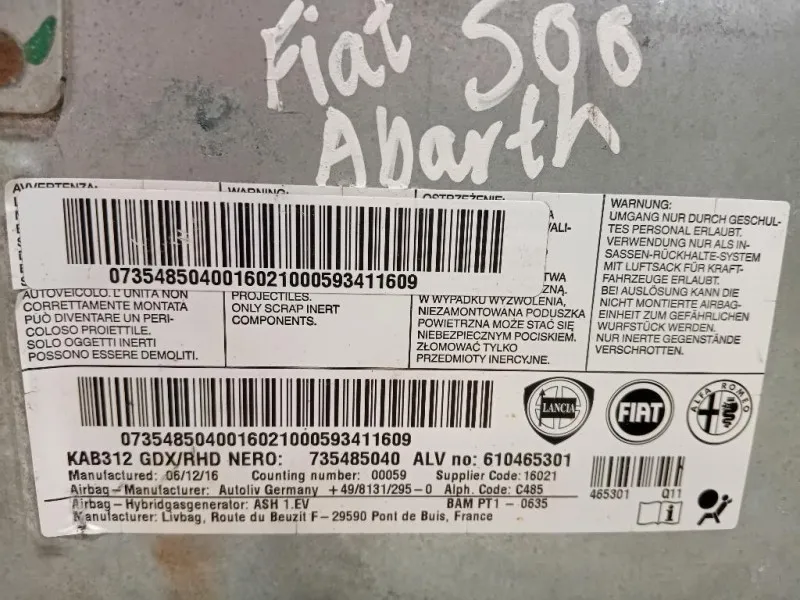 Fiat 500
Abarth
AVVERTENZA:
WARNING:
OSTRZEŻENIE:
07354850400160210005934​11609
AUTOVEICOLO. L'UNITÀ NON
CORRETTAMENTE MONTATA
PUÒ DIVENTARE UN PERI-
COLOSO PROIETTILE.
SOLO OGGETTI INERTI
POSSONO ESSERE DEMOLITI.
PROJECTILES.
ONLY SCRAP INERT
COMPONENTS.
W WYPADKU WYZWOLENIA,
NIEZAMONTOWANA PODUSZKA
POWIETRZNA MOŻE STAĆ SIĘ
NIEBEZPIECZNYM POCISKIEM.
ZŁOMOWAĆ TYLKO
PRZEDMIOTY INERCYJNE.
WARNUNG:
UMGANG NUR DURCH GESCHUL-
TES PERSONAL ERLAUBT.
VERWENDUNG NUR ALS IN-
SASSEN-RÜCKHALTE-SYSTEM
MIT LUFTSACK FÜR KRAFT-
FAHRZEUGE ERLAUBT.
BEI AUSLÖSUNG KANN DIE
NICHT MONTIERTE AIRBAG-
EINHEIT ZUM GEFÄHRLICHEN
WURFSTÜCK WERDEN.
NUR INERTE GEGENSTÄNDE
VERSCHROTTEN.
0735485040016021000593411609
LANCIA
FIAT
ALFA ROMEO
KAB312 GDX/RHD NERO: 735485040 ALV no: 610465301
Manufactured: 06/12/16 Counting number: 00059 Supplier Code: 16021
Airbag - Manufacturer: Autoliv Germany +49/8131/295-0 Alph. Code: C485
Airbag - Hybridgasgenerator: ASH 1.EV BAM PT1 - 0635
Manufacturer: Livbag, Route du Beuzit F - 29590 Pont de Buis, France
465301 Q11